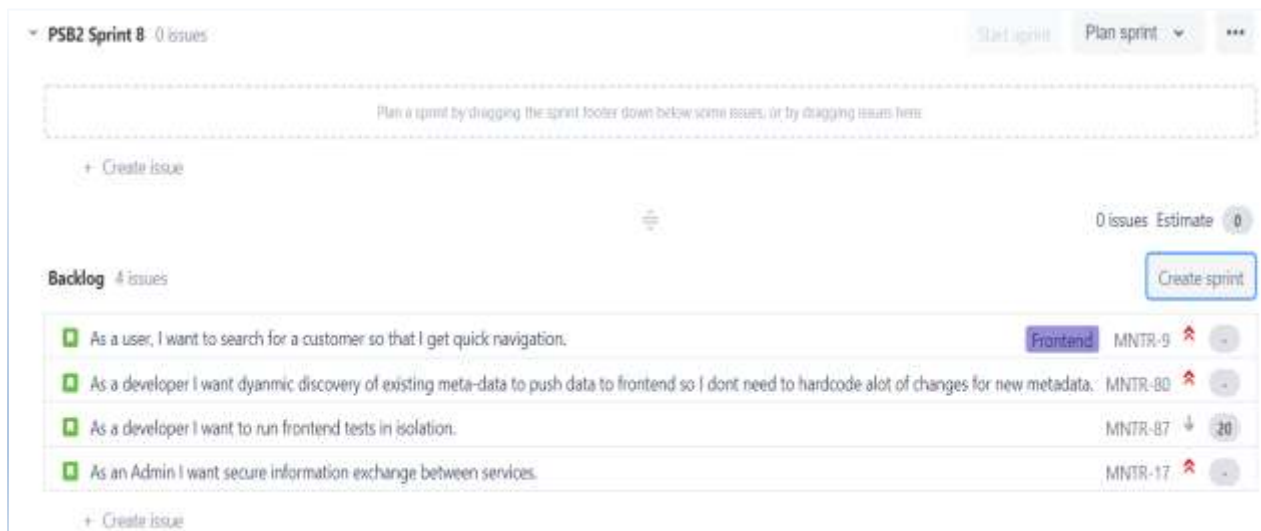 PSB2 Sprint 8 0 issues Start sprint Plan sprint
Plan a sprint by dragging the sprint footer down below some issues, or by dragging issues here
+ Create issue
0 issues Estimate 0
Backlog 4 issues Create sprint
As a user, I want to search for a customer so that I get quick navigation. Frontend MNTR-9 -
As a developer I want dyanmic discovery of existing meta-data to push data to frontend so I dont need to hardcode alot of changes for new metadata. MNTR-80 -
As a developer I want to run frontend tests in isolation. MNTR-87 20
As an Admin I want secure information exchange between services. MNTR-17 -
+ Create issue